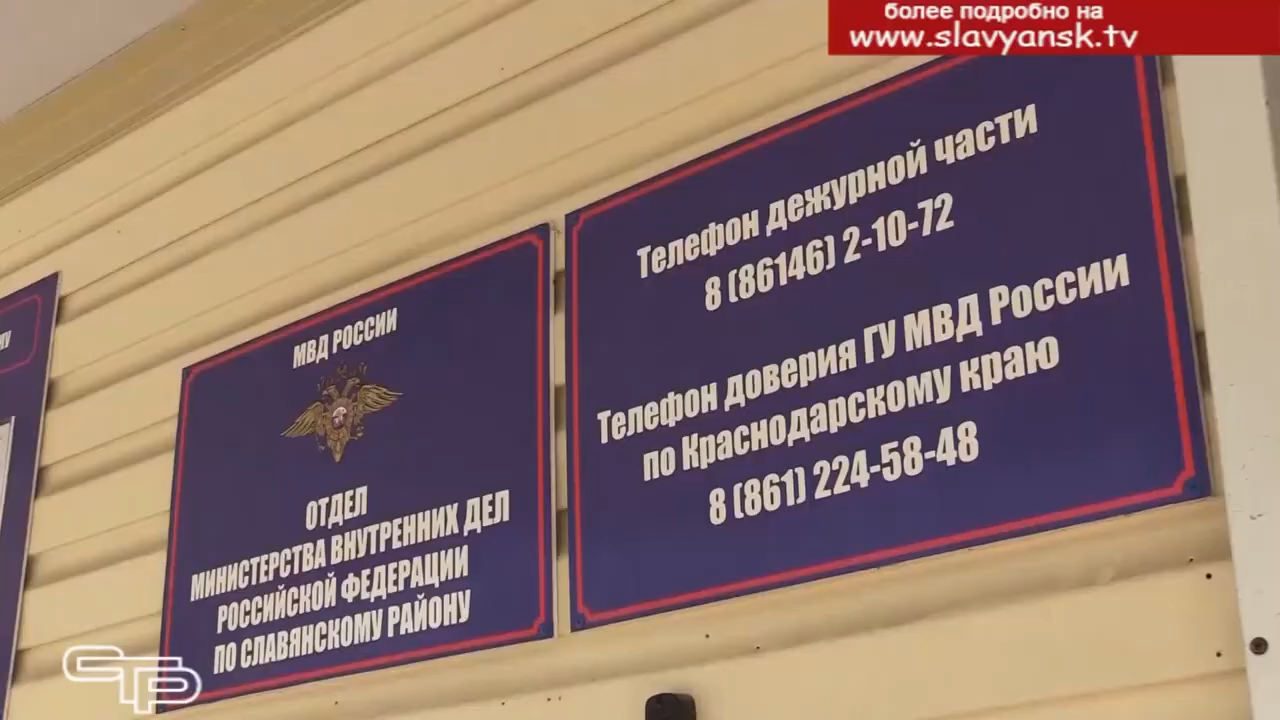 более подробно на
www.slavyansk.tv
МВД РОССИИ
ОТДЕЛ
МИНИСТЕРСТВА ВНУТРЕННИХ ДЕЛ
РОССИЙСКОЙ ФЕДЕРАЦИИ
ПО СЛАВЯНСКОМУ РАЙОНУ
Телефон дежурной части
8 (86146) 2-10-72
Телефон доверия ГУ МВД России
по Краснодарскому краю
8 (861) 224-58-48
СТР